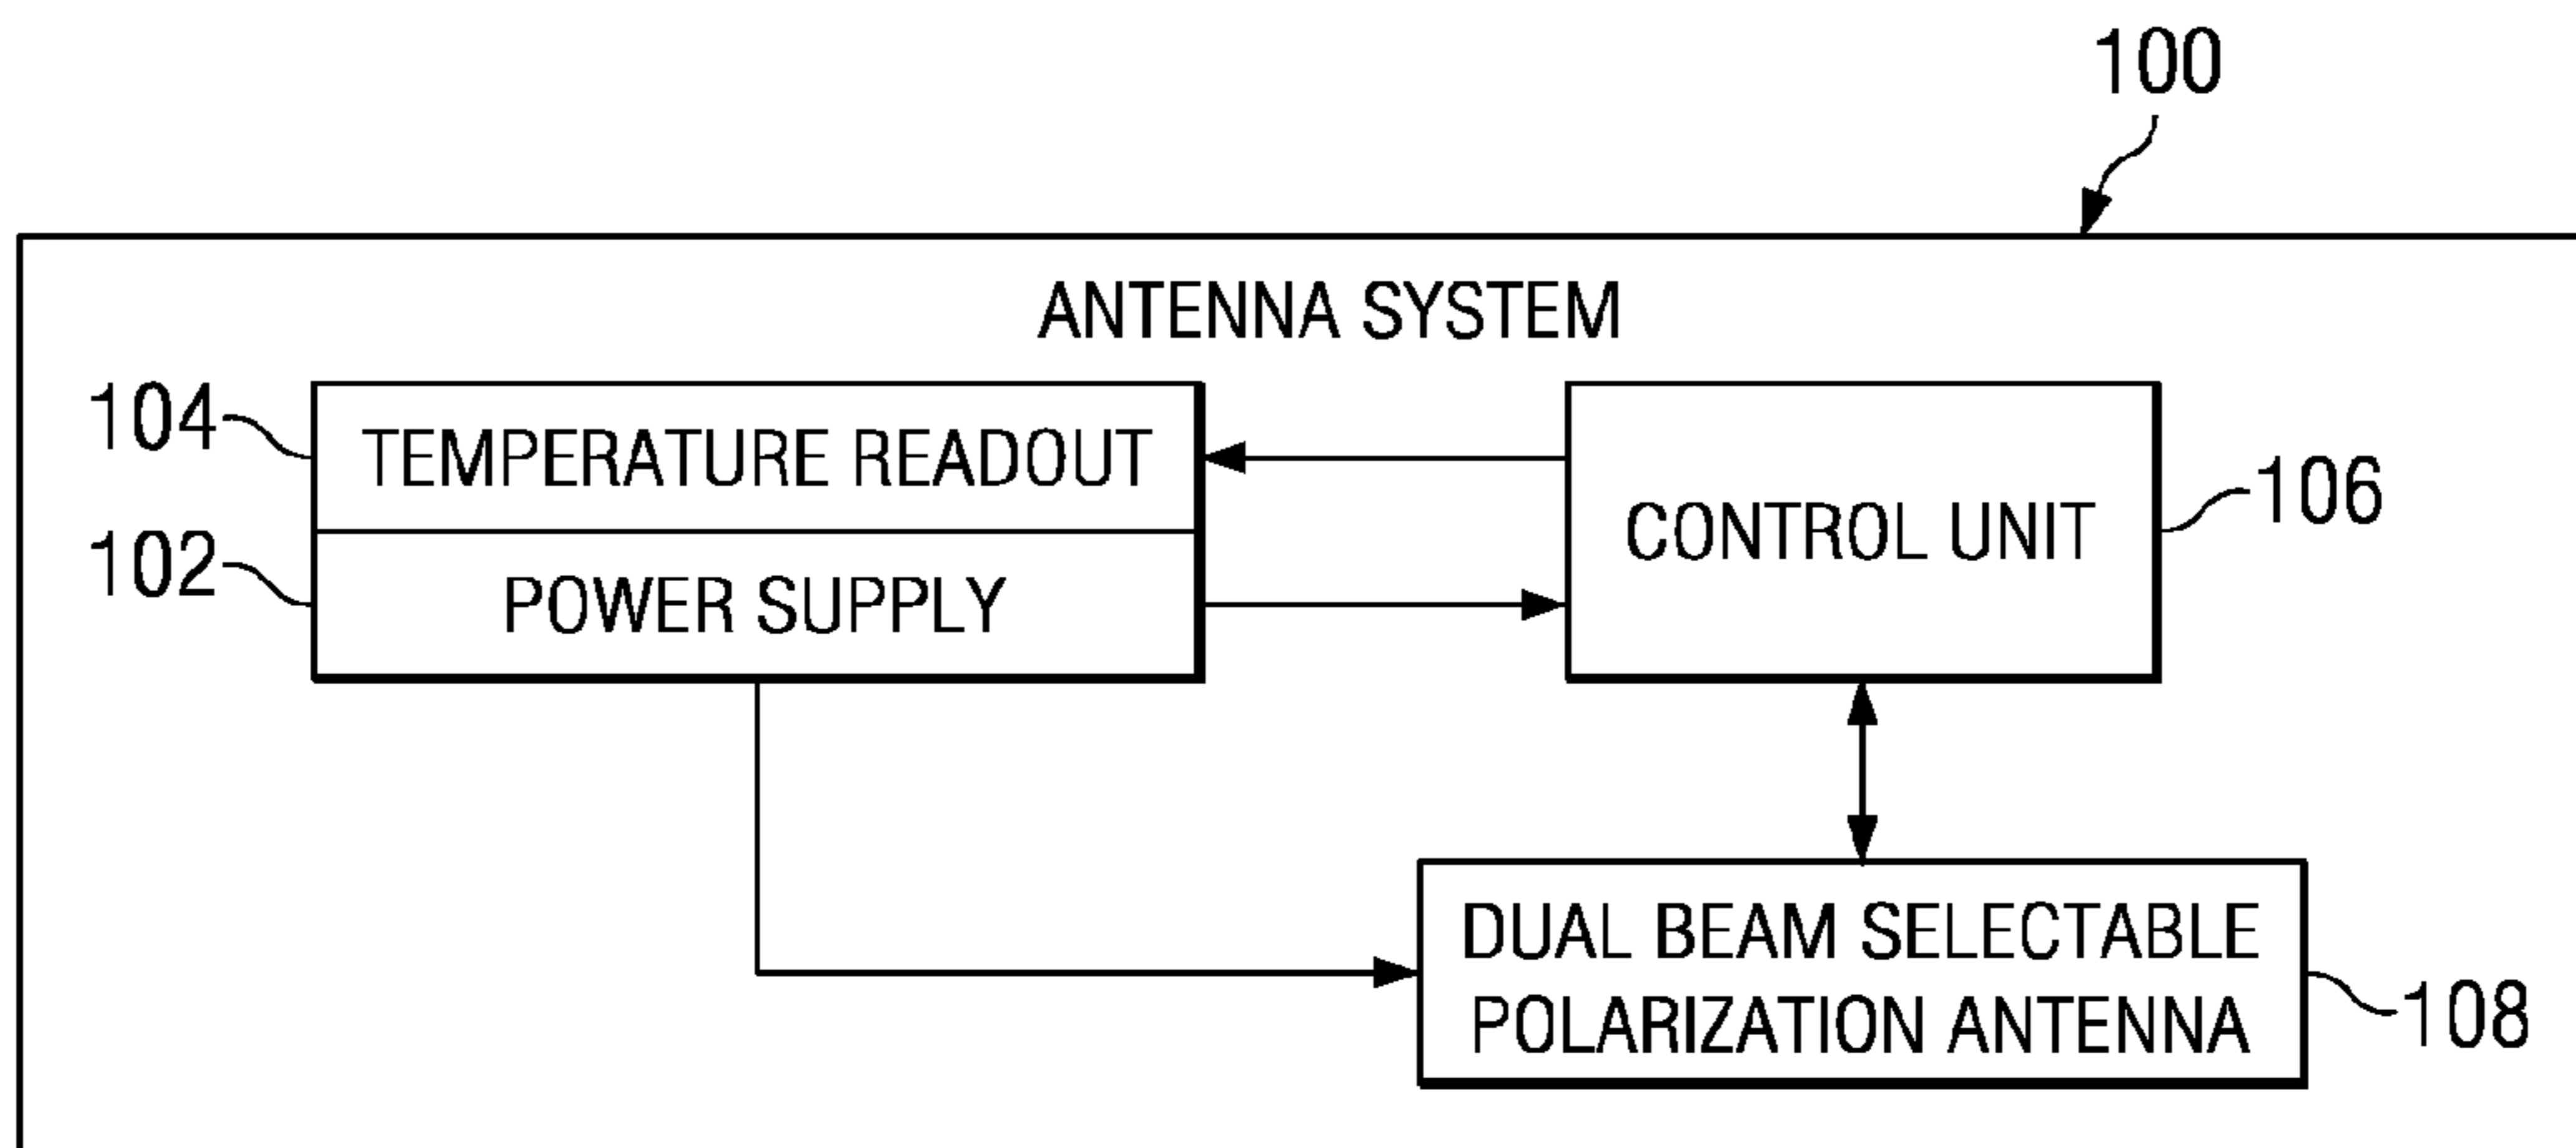 100
ANTENNA SYSTEM
104
TEMPERATURE READOUT
102
POWER SUPPLY
CONTROL UNIT
106
DUAL BEAM SELECTABLE
POLARIZATION ANTENNA
108